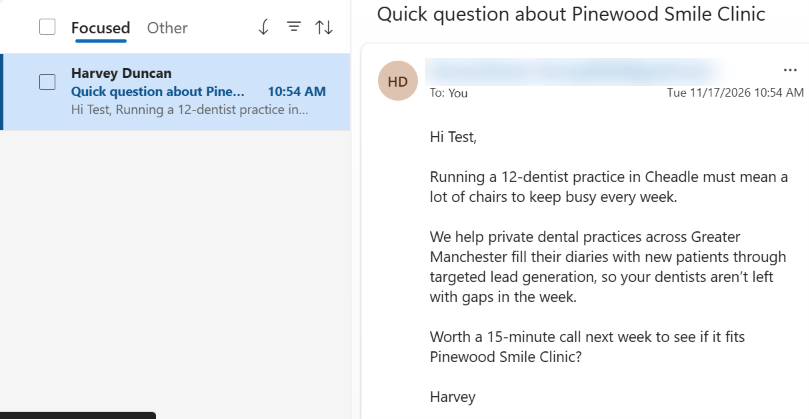 Focused Other
Harvey Duncan
Quick question about Pine... 10:54 AM
Hi Test, Running a 12-dentist practice in...
Quick question about Pinewood Smile Clinic
HD
To: You
Tue 11/17/2026 10:54 AM
Hi Test,
Running a 12-dentist practice in Cheadle must mean a
lot of chairs to keep busy every week.
We help private dental practices across Greater
Manchester fill their diaries with new patients through
targeted lead generation, so your dentists aren’t left
with gaps in the week.
Worth a 15-minute call next week to see if it fits
Pinewood Smile Clinic?
Harvey